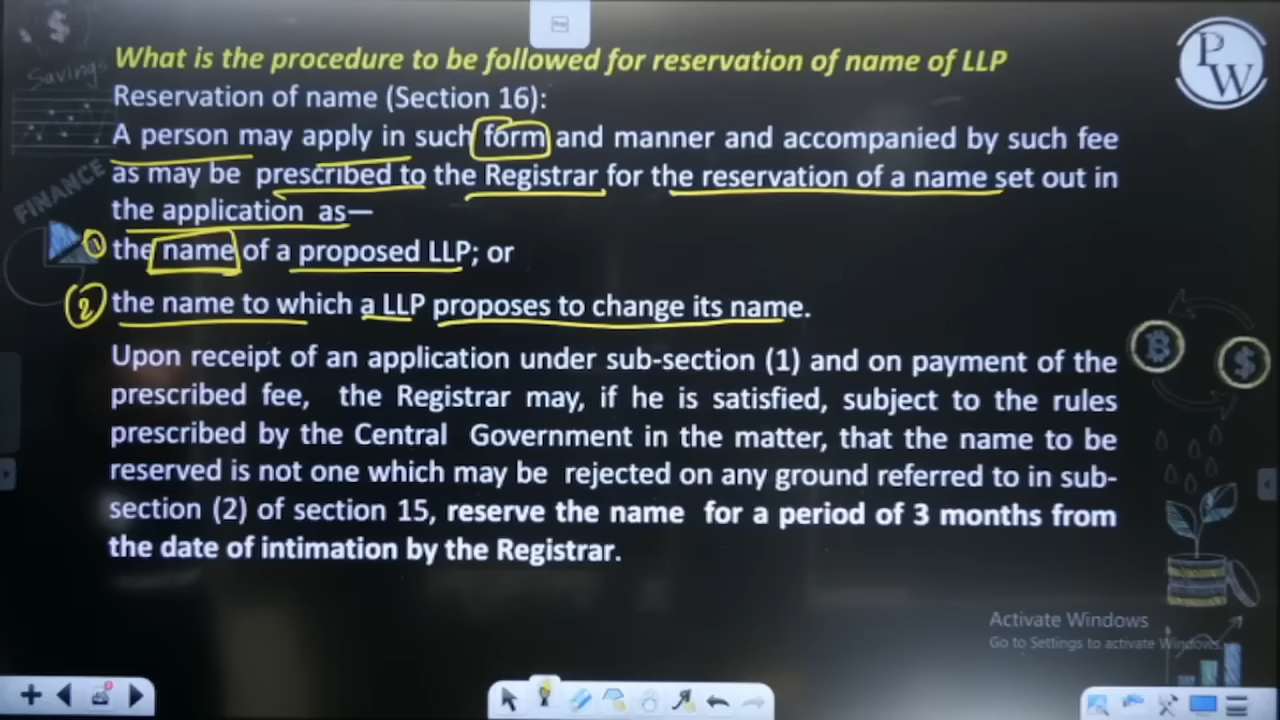 What is the procedure to be followed for reservation of name of LLP
Savings
Reservation of name (Section 16):
A person may apply in such form and manner and accompanied by such fee
as may be prescribed to the Registrar for the reservation of a name set out in
FINANCE
the application as—
1 the name of a proposed LLP; or
2 the name to which a LLP proposes to change its name.
Upon receipt of an application under sub-section (1) and on payment of the
prescribed fee, the Registrar may, if he is satisfied, subject to the rules
prescribed by the Central Government in the matter, that the name to be
reserved is not one which may be rejected on any ground referred to in sub-
section (2) of section 15, reserve the name for a period of 3 months from
the date of intimation by the Registrar.
PW
B $
Activate Windows
Go to Settings to activate Windows.